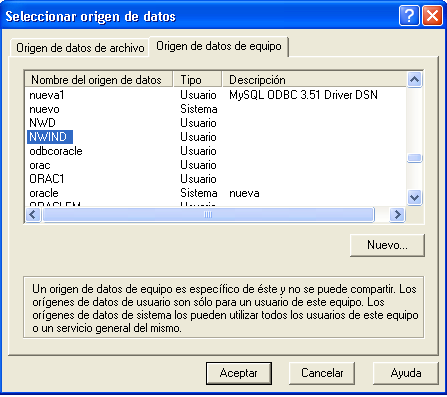 Seleccionar origen de datos
Origen de datos de archivo Origen de datos de equipo
Nombre del origen de datos Tipo Descripción
nueva1 Usuario MySQL ODBC 3.51 Driver DSN
nuevo Sistema
NWD Usuario
NWIND Usuario
odbcoracle Usuario
orac Usuario
ORAC1 Usuario
oracle Sistema nueva
ORACLEM Usuario
Nuevo...
Un origen de datos de equipo es específico de éste y no se puede compartir. Los
orígenes de datos de usuario son sólo para un usuario de este equipo. Los
orígenes de datos de sistema los pueden utilizar todos los usuarios de este equipo
o un servicio general del mismo.
Aceptar Cancelar Ayuda